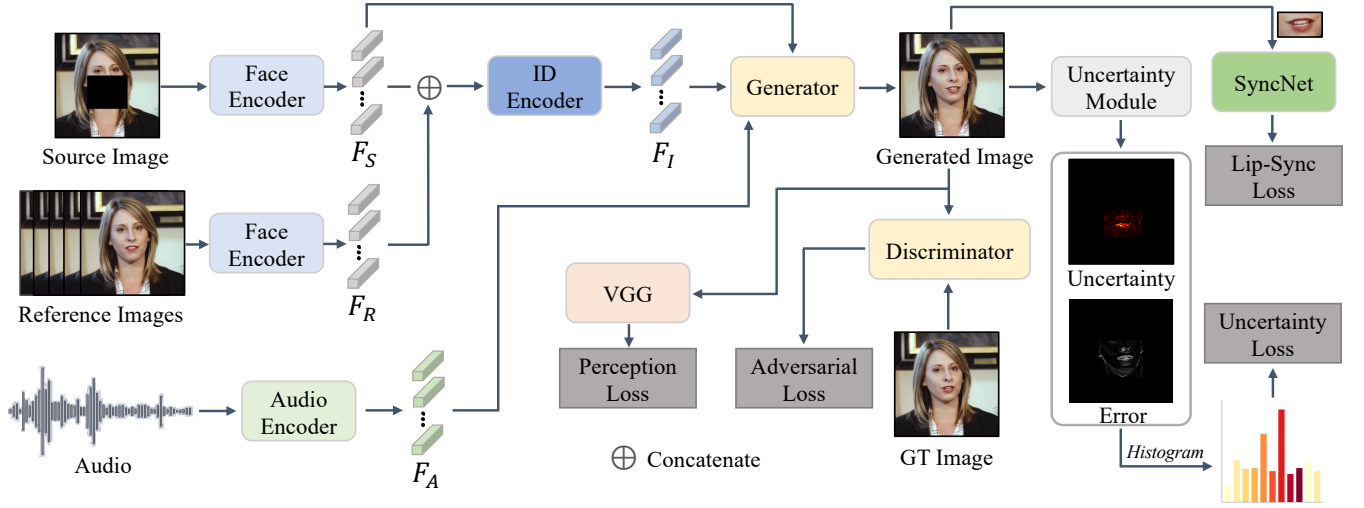 Source Image
Face
Encoder
F_S
ID
Encoder
F_I
Generator
Generated Image
Uncertainty
Module
SyncNet
Lip-Sync
Loss
Reference Images
Face
Encoder
F_R
VGG
Perception
Loss
Discriminator
Adversarial
Loss
GT Image
Uncertainty
Error
Histogram
Uncertainty
Loss
Audio
Audio
Encoder
F_A
⊕ Concatenate